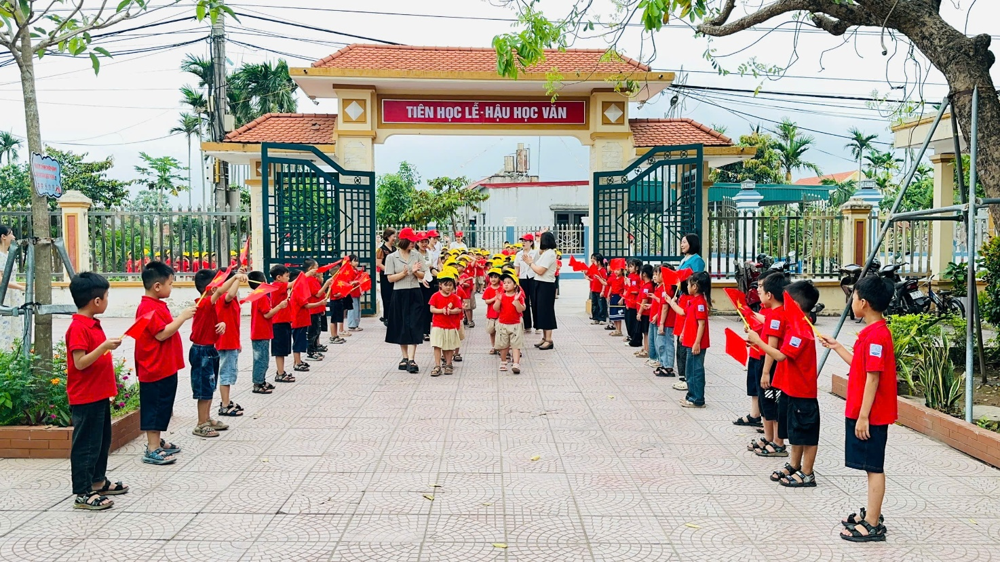 TIÊN HỌC LỄ - HẬU HỌC VĂN